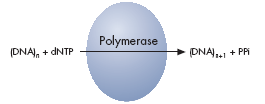 Polymerase
(DNA)n + dNTP
(DNA)n+1 + PPi